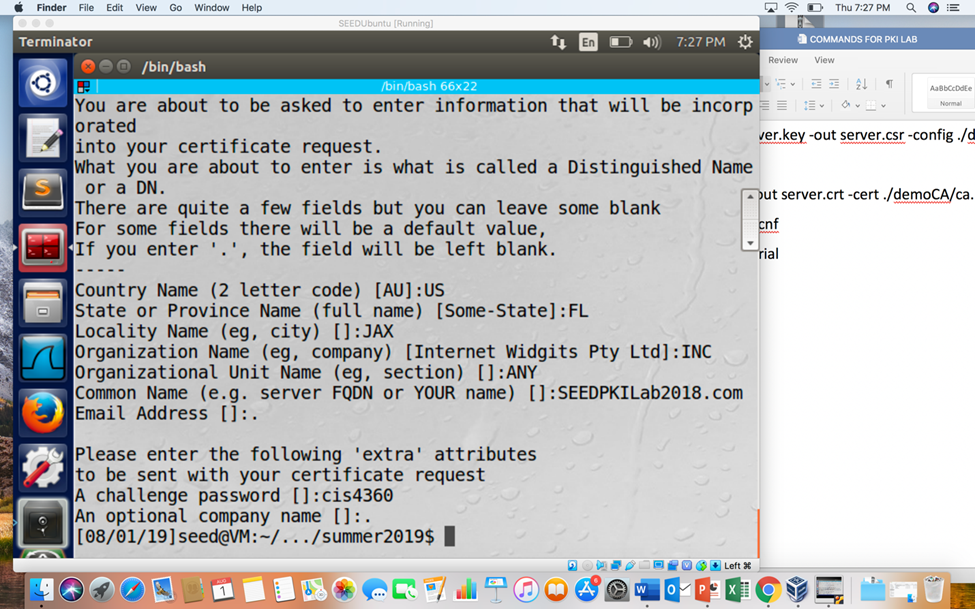 Finder File Edit View Go Window Help Thu 7:27 PM
SEEDUbuntu [Running]
Terminator En 7:27 PM
/bin/bash
/bin/bash 66x22
You are about to be asked to enter information that will be incorp
orated
into your certificate request.
What you are about to enter is what is called a Distinguished Name
or a DN.
There are quite a few fields but you can leave some blank
For some fields there will be a default value,
If you enter '.', the field will be left blank.
-----
Country Name (2 letter code) [AU]:US
State or Province Name (full name) [Some-State]:FL
Locality Name (eg, city) []:JAX
Organization Name (eg, company) [Internet Widgits Pty Ltd]:INC
Organizational Unit Name (eg, section) []:ANY
Common Name (e.g. server FQDN or YOUR name) []:SEEDPKILab2018.com
Email Address []:.
Please enter the following 'extra' attributes
to be sent with your certificate request
A challenge password []:cis4360
An optional company name []:.
[08/01/19]seed@VM:~/.../summer2019$
Left ⌘
COMMANDS FOR PKI LAB
Review View
AaBbCcDdEe
Normal
ver.key -out server.csr -config ./d
out server.crt -cert ./demoCA/ca.
cnf
rial